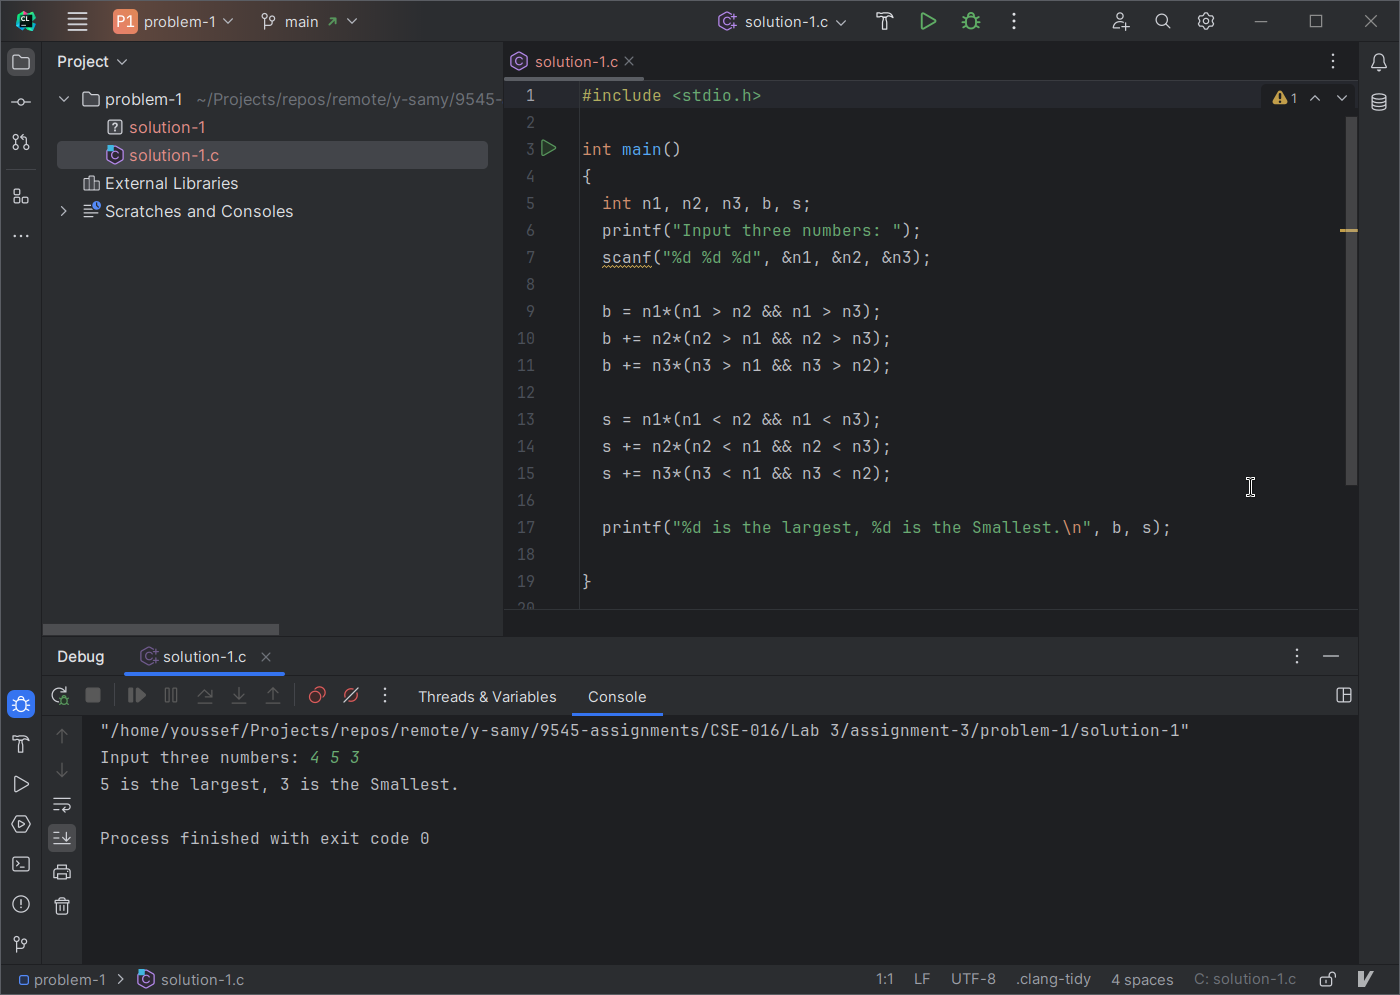 P1 problem-1 main solution-1.c
Project
problem-1 ~/Projects/repos/remote/y-samy/9545-
solution-1
solution-1.c
External Libraries
Scratches and Consoles
solution-1.c
1 #include <stdio.h>
1
2
3 int main()
4 {
5 int n1, n2, n3, b, s;
6 printf("Input three numbers: ");
7 scanf("%d %d %d", &n1, &n2, &n3);
8
9 b = n1*(n1 > n2 && n1 > n3);
10 b += n2*(n2 > n1 && n2 > n3);
11 b += n3*(n3 > n1 && n3 > n2);
12
13 s = n1*(n1 < n2 && n1 < n3);
14 s += n2*(n2 < n1 && n2 < n3);
15 s += n3*(n3 < n1 && n3 < n2);
16
17 printf("%d is the largest, %d is the Smallest.\n", b, s);
18
19 }
20
Debug solution-1.c
Threads & Variables Console
"/home/youssef/Projects/repos/remote/y-samy/9545-assignments/CSE-016/Lab 3/assignment-3/problem-1/solution-1"
Input three numbers: 4 5 3
5 is the largest, 3 is the Smallest.
Process finished with exit code 0
problem-1 > solution-1.c 1:1 LF UTF-8 .clang-tidy 4 spaces C: solution-1.c